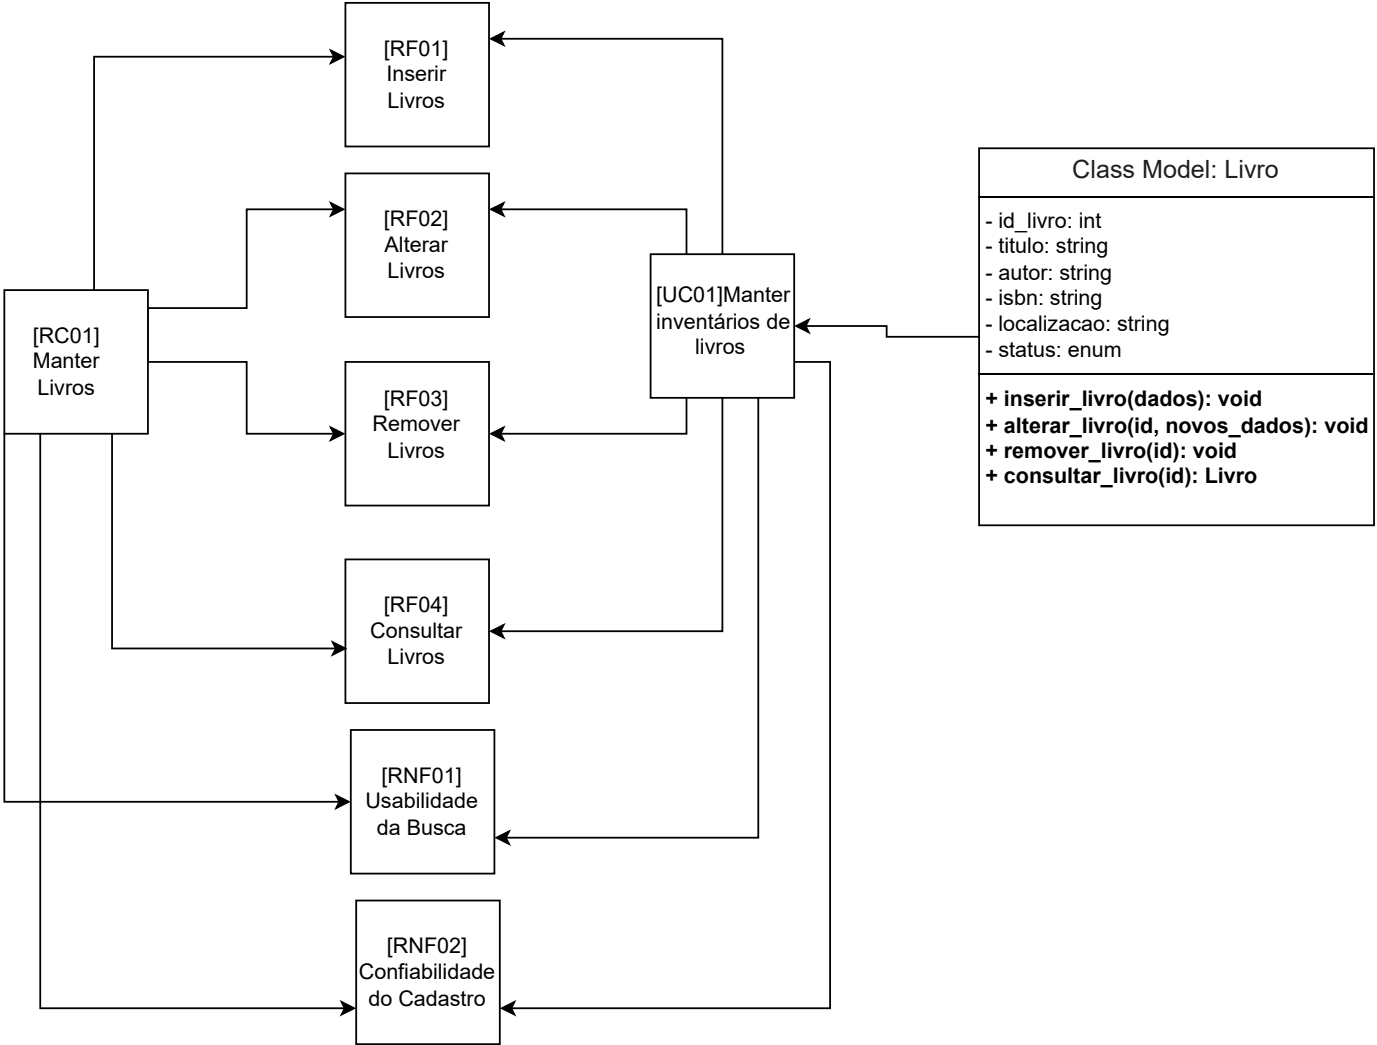 [RF01]
Inserir
Livros
[RF02]
Alterar
Livros
[RC01]
Manter
Livros
[RF03]
Remover
Livros
[RF04]
Consultar
Livros
[RNF01]
Usabilidade
da Busca
[RNF02]
Confiabilidade
do Cadastro
[UC01]Manter
inventários de
livros
Class Model: Livro
- id_livro: int
- titulo: string
- autor: string
- isbn: string
- localizacao: string
- status: enum
+ inserir_livro(dados): void
+ alterar_livro(id, novos_dados): void
+ remover_livro(id): void
+ consultar_livro(id): Livro